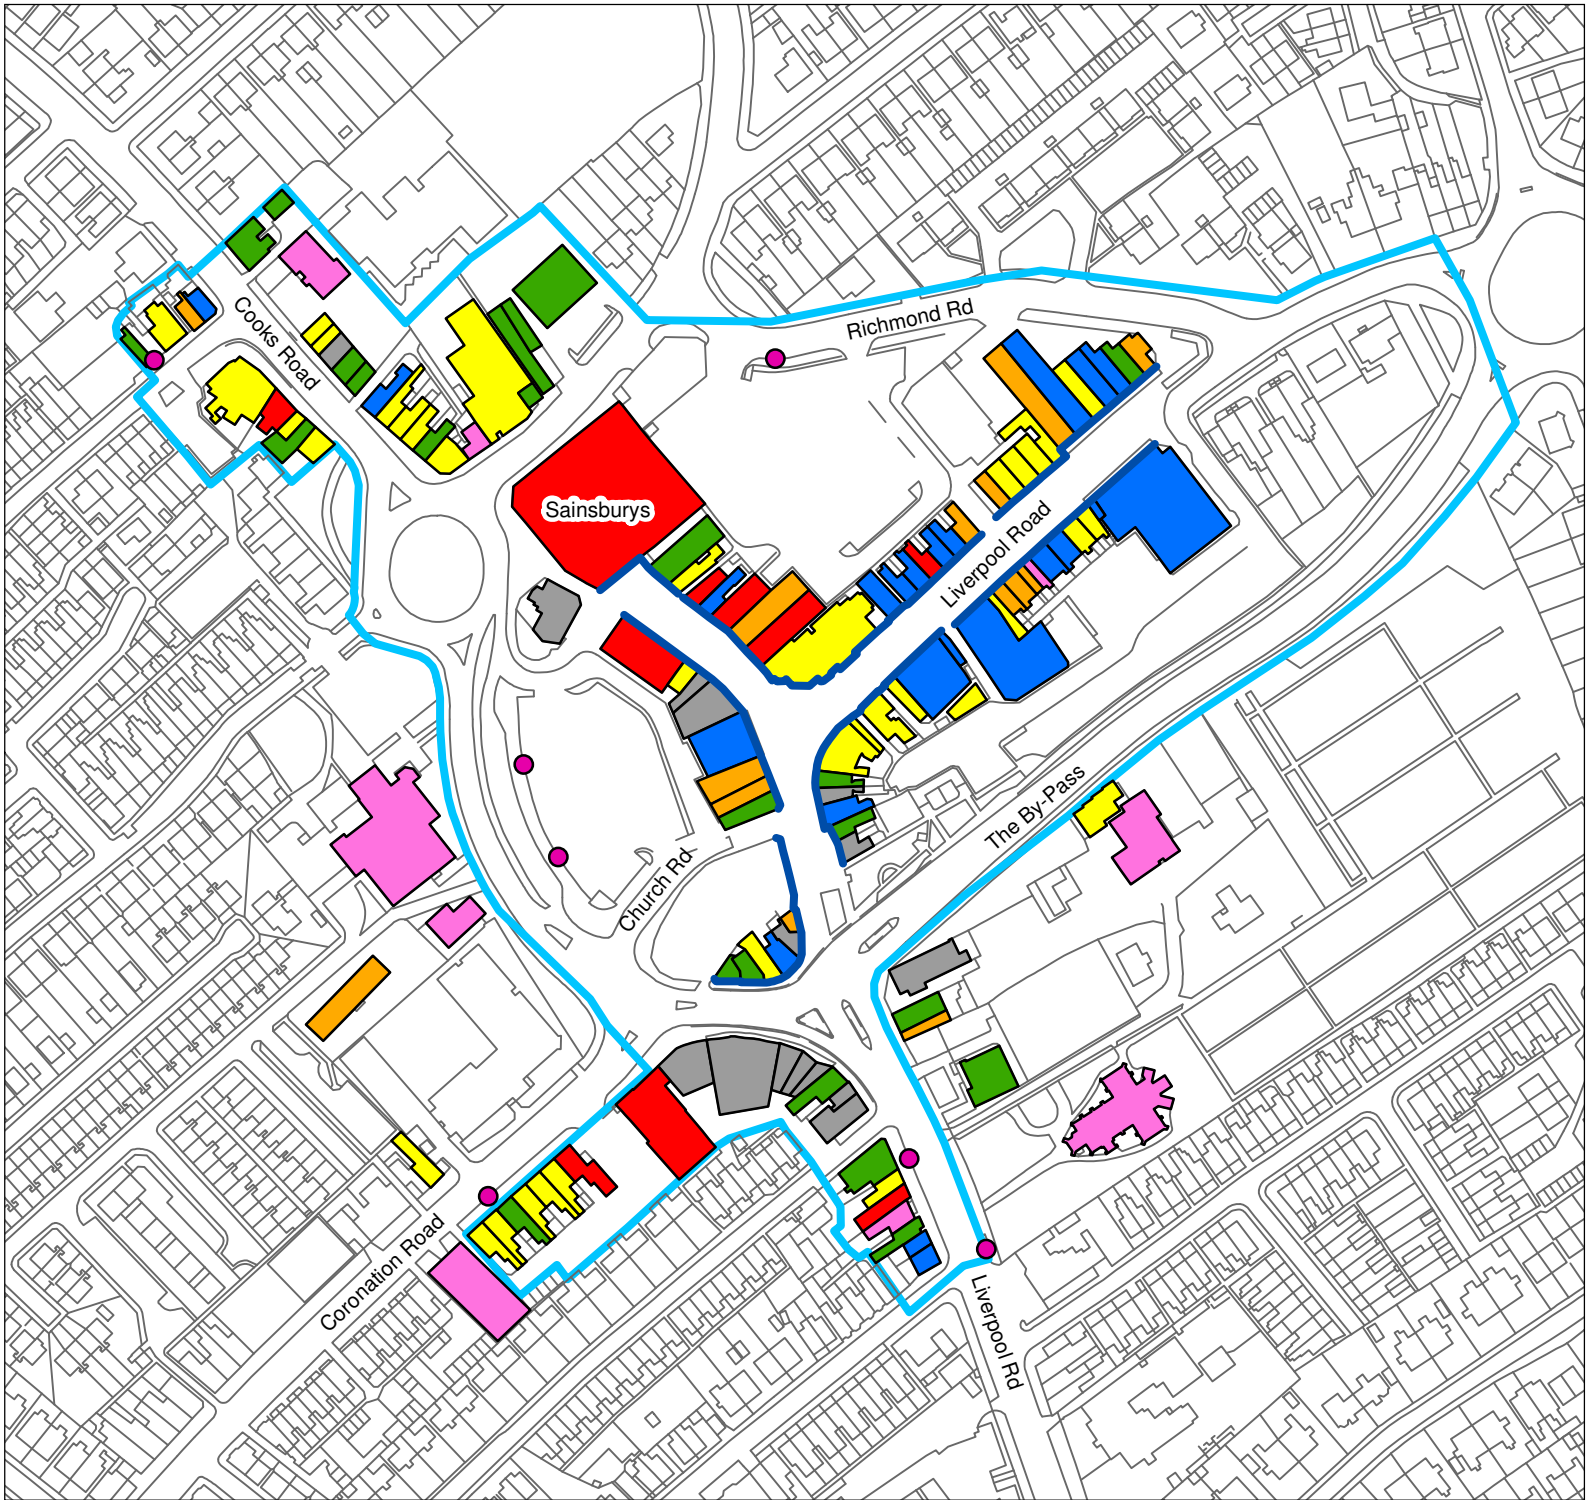 Richmond Rd
Cooks Road
Sainsburys
Liverpool Road
The By-Pass
Church Rd
Coronation Road
Liverpool Rd